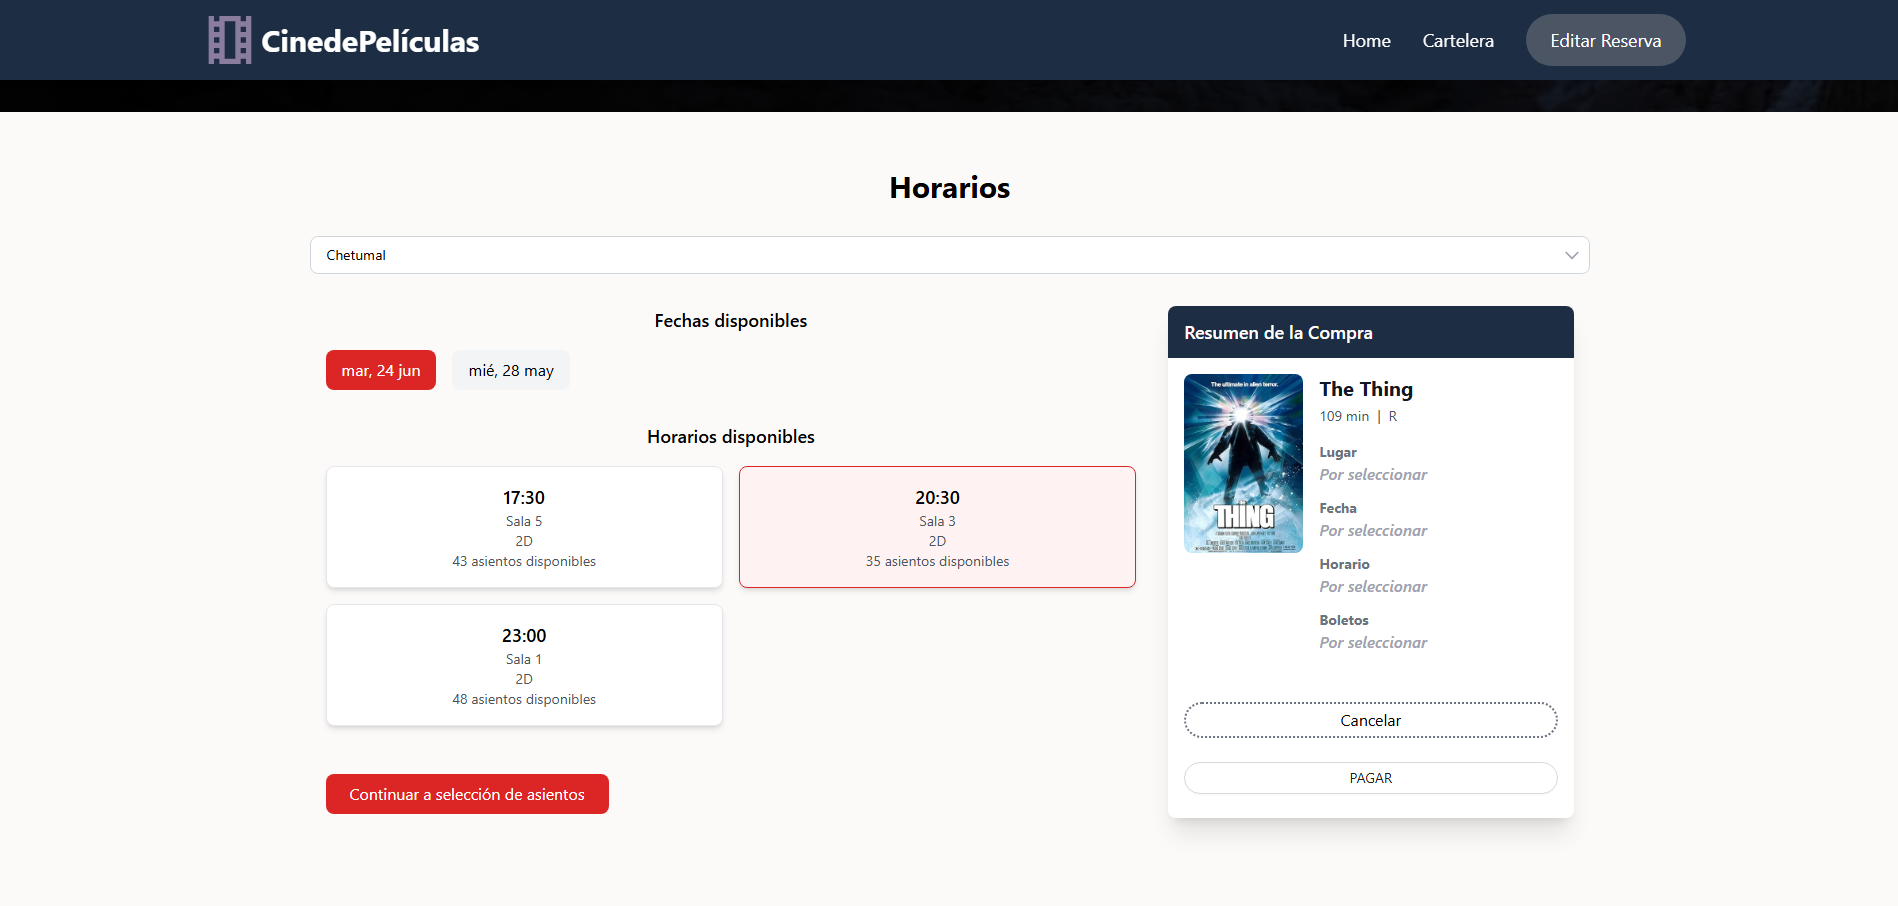 CinedePelículas
Home
Cartelera
Editar Reserva
Horarios
Chetumal
Fechas disponibles
mar, 24 jun
mié, 28 may
Horarios disponibles
17:30
Sala 5
2D
43 asientos disponibles
20:30
Sala 3
2D
35 asientos disponibles
23:00
Sala 1
2D
48 asientos disponibles
Continuar a selección de asientos
Resumen de la Compra
The ultimate in alien terror.
THING
The Thing
109 min | R
Lugar
Por seleccionar
Fecha
Por seleccionar
Horario
Por seleccionar
Boletos
Por seleccionar
Cancelar
PAGAR